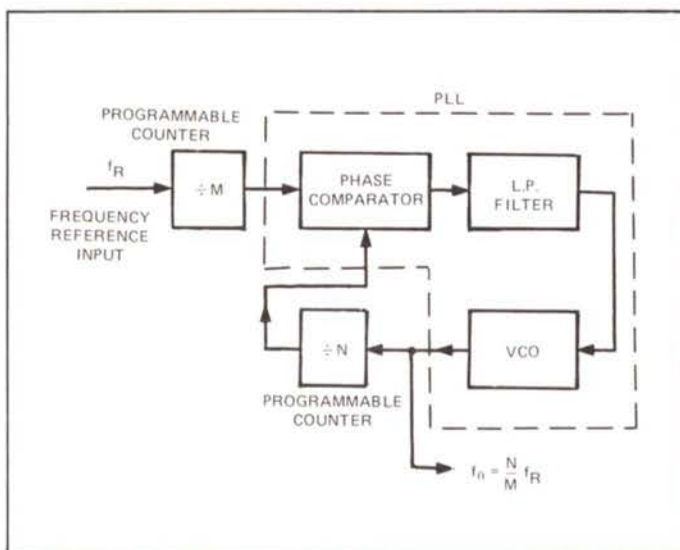 PLL
PROGRAMMABLE
COUNTER
fR
÷M
FREQUENCY
REFERENCE
INPUT
PHASE
COMPARATOR
L.P.
FILTER
÷N
VCO
PROGRAMMABLE
COUNTER
f0 = N/M fR